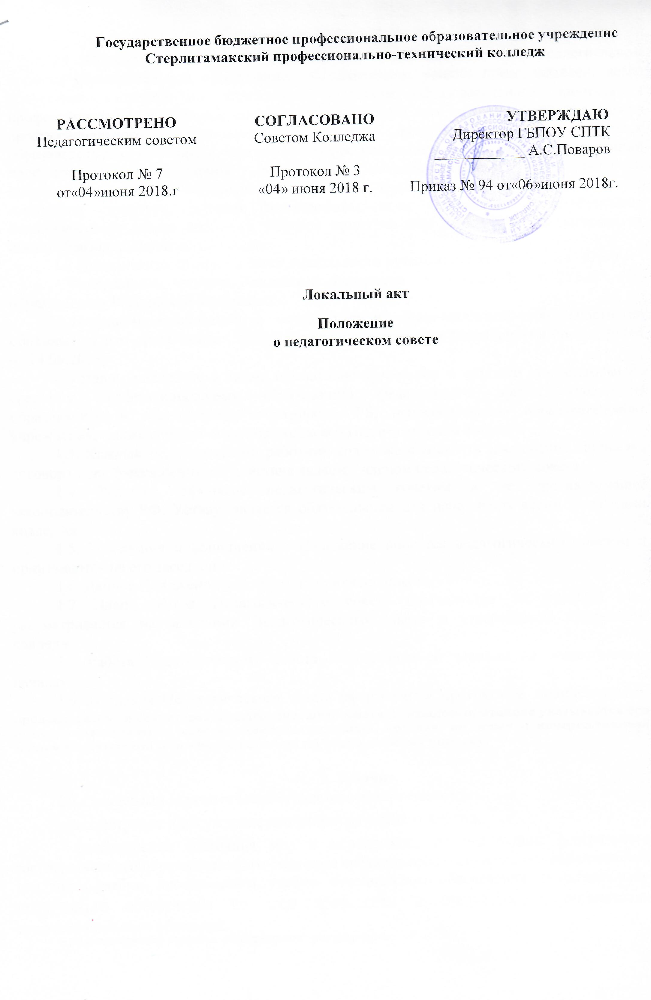 Государственное бюджетное профессиональное образовательное учреждение
Стерлитамакский профессионально-технический колледж
РАССМОТРЕНО
Педагогическим советом
Протокол № 7
от«04»июня 2018.г
СОГЛАСОВАНО
Советом Колледжа
Протокол № 3
«04» июня 2018 г.
УТВЕРЖДАЮ
Директор ГБПОУ СПТК
____________ А.С.Поваров
Приказ № 94 от«06»июня 2018г.
Локальный акт
Положение
о педагогическом совете